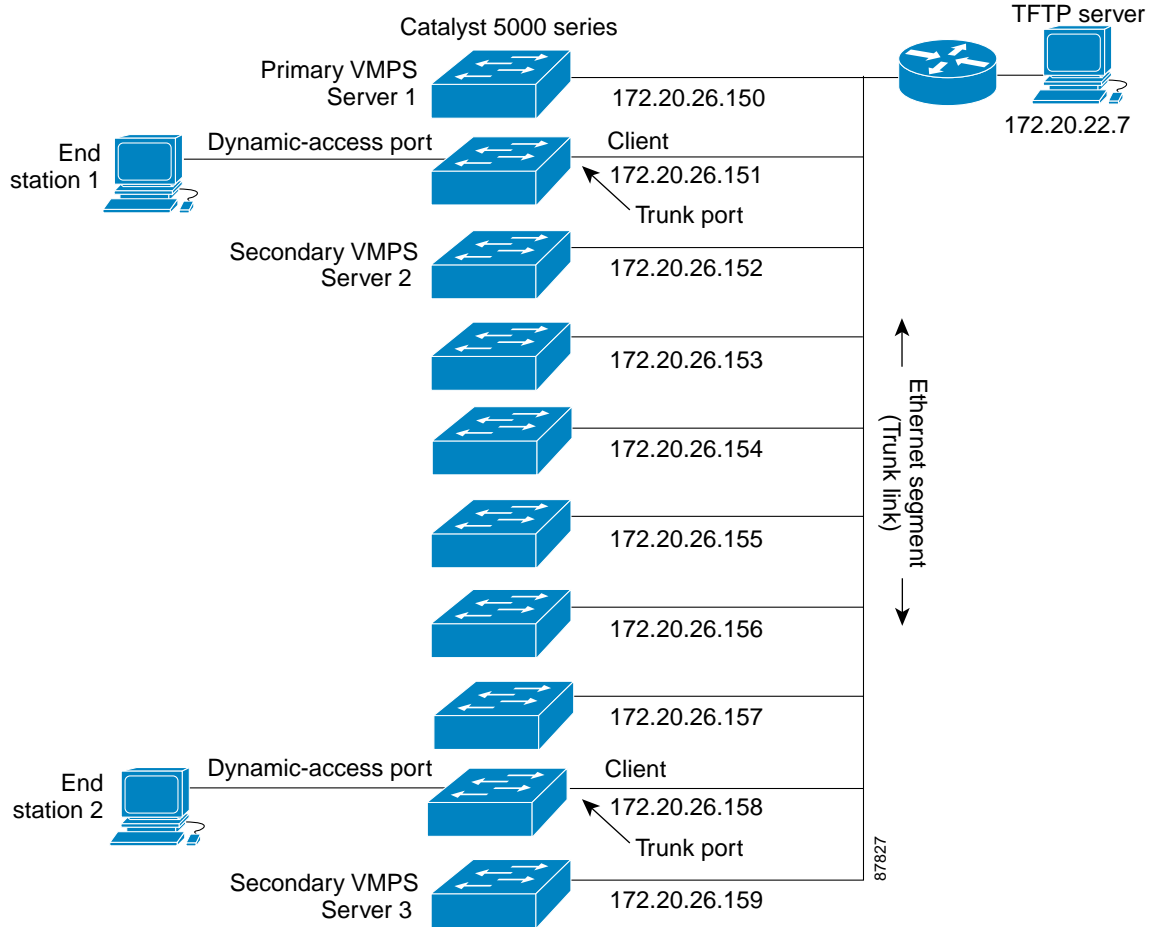 TFTP server
Catalyst 5000 series
Primary VMPS
Server 1
172.20.26.150
172.20.22.7
End
station 1
Dynamic-access port
Client
172.20.26.151
Trunk port
Secondary VMPS
Server 2
172.20.26.152
172.20.26.153
Ethernet segment
(Trunk link)
172.20.26.154
172.20.26.155
172.20.26.156
172.20.26.157
End
station 2
Dynamic-access port
Client
172.20.26.158
Trunk port
87827
Secondary VMPS
Server 3
172.20.26.159